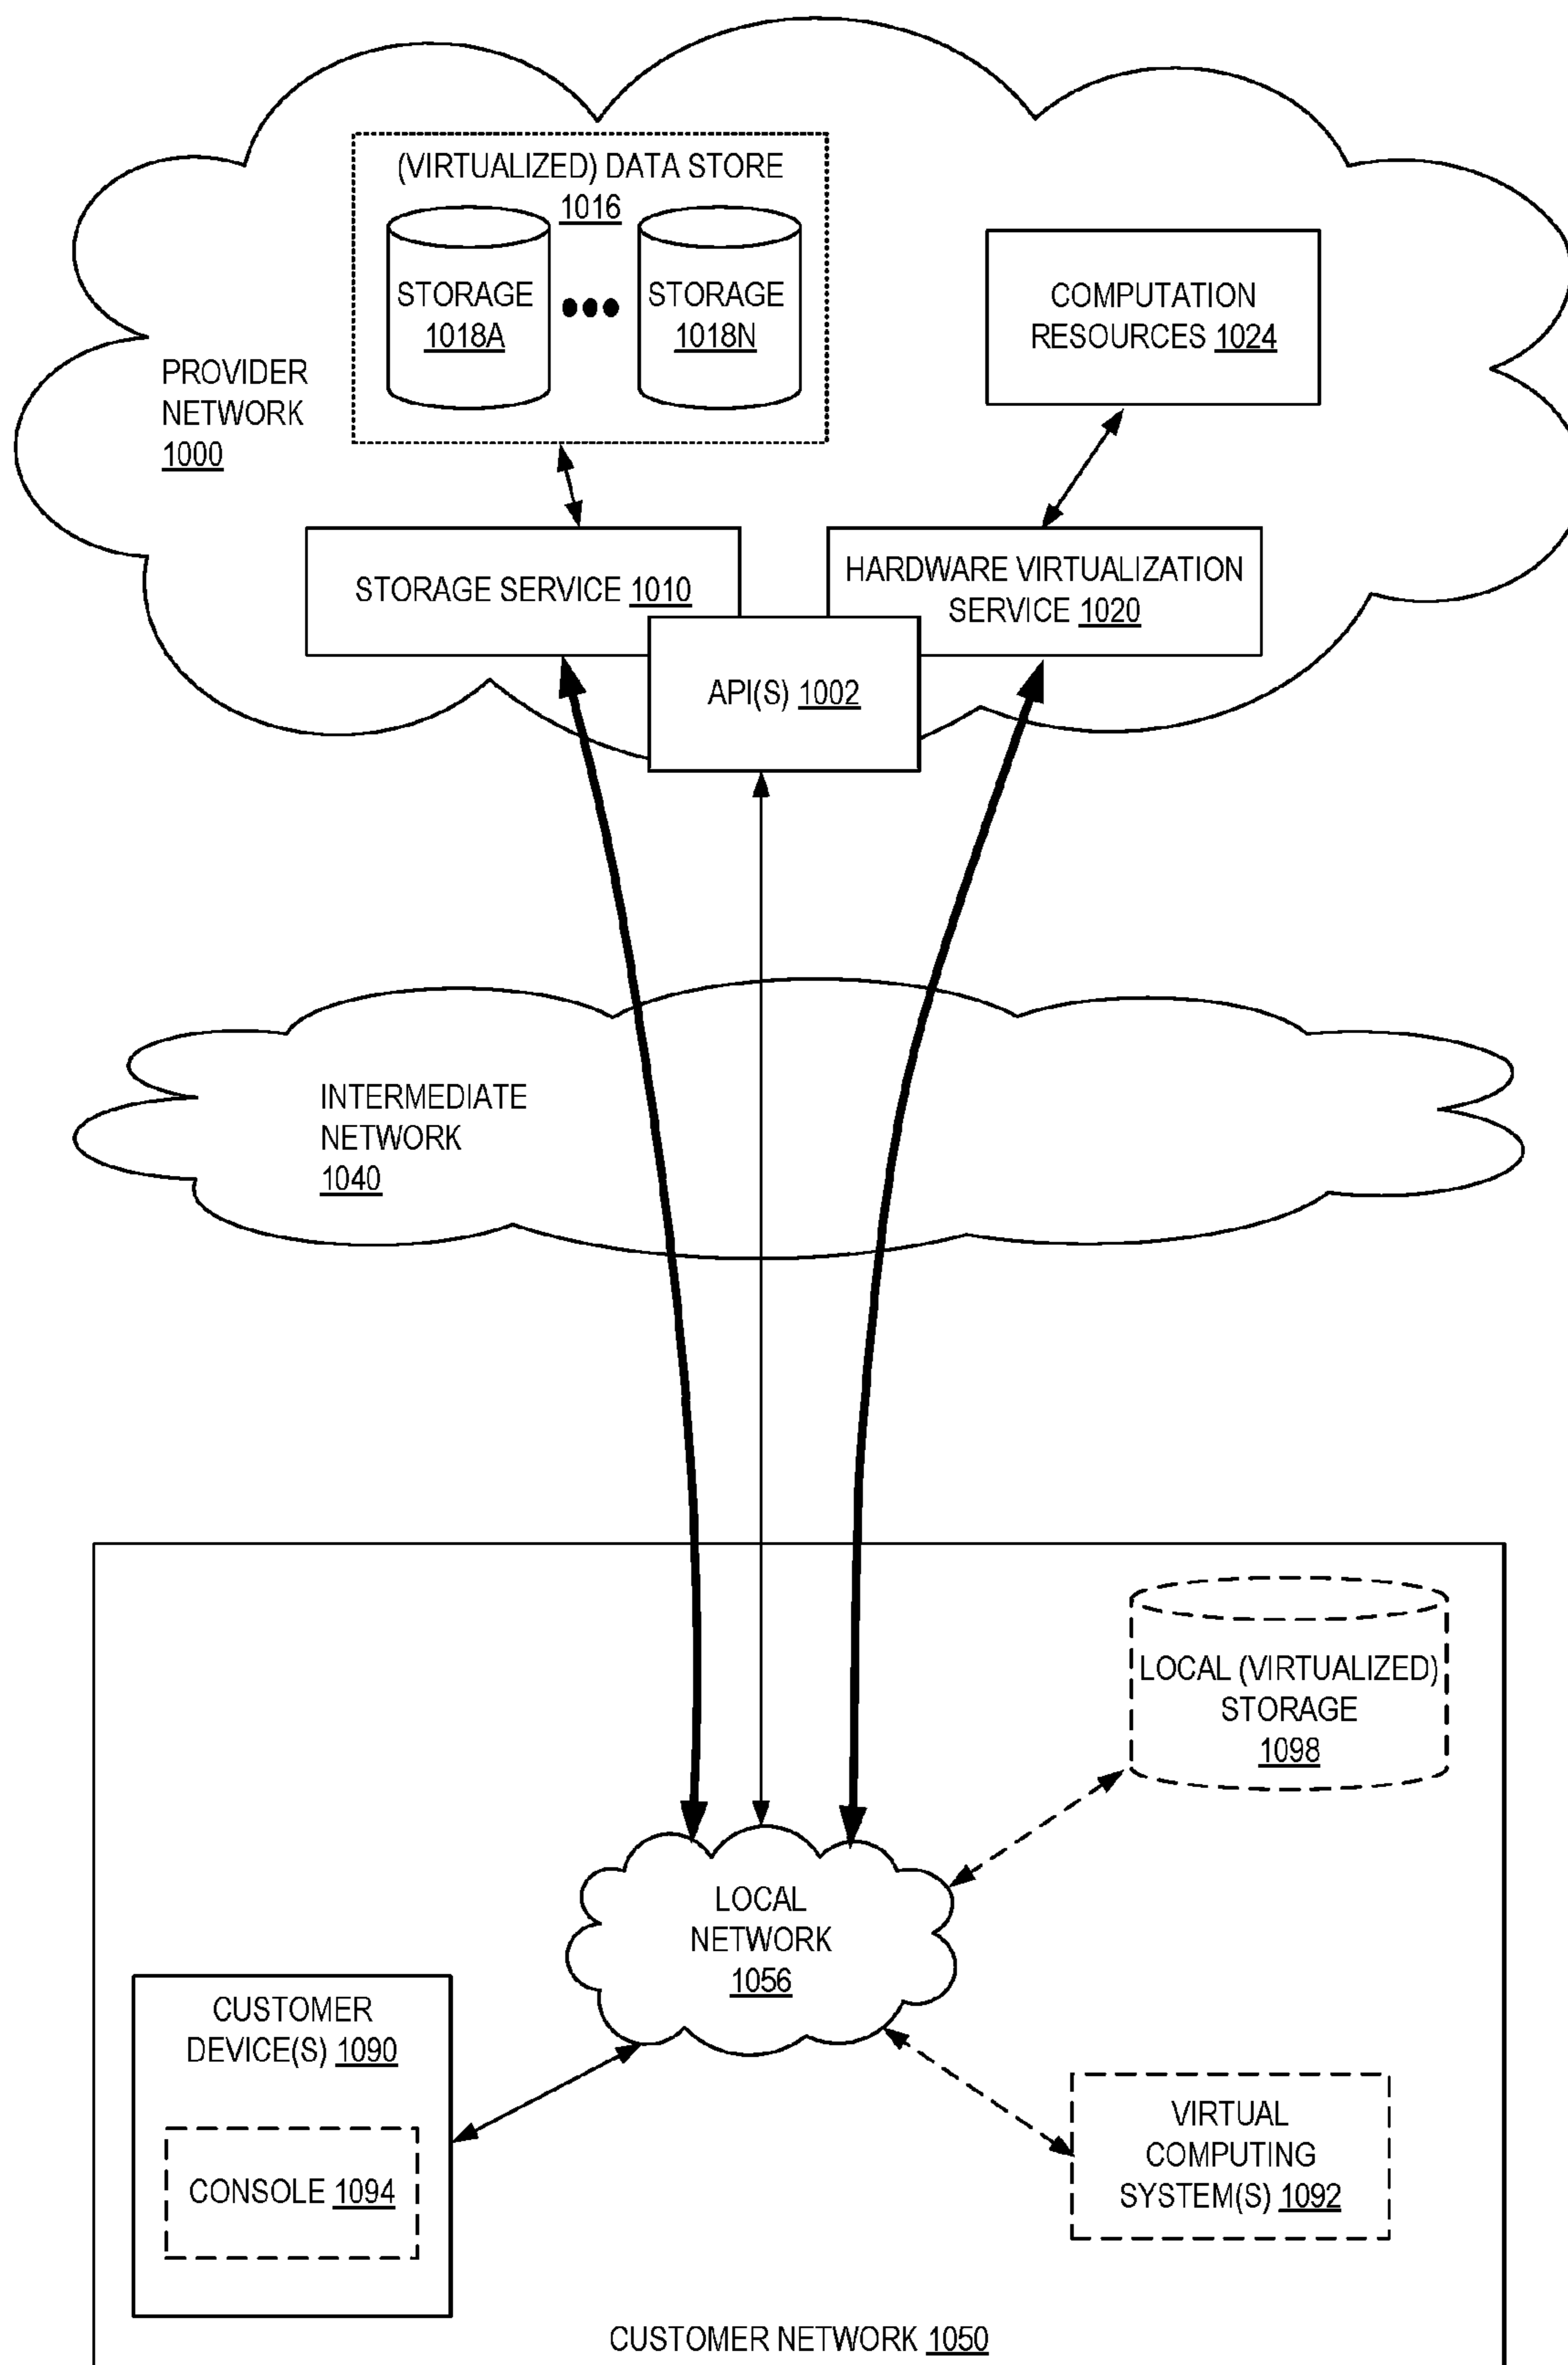 (VIRTUALIZED) DATA STORE
1016
STORAGE
1018A
STORAGE
1018N
COMPUTATION
RESOURCES 1024
PROVIDER
NETWORK
1000
STORAGE SERVICE 1010
HARDWARE VIRTUALIZATION
SERVICE 1020
API(S) 1002
INTERMEDIATE
NETWORK
1040
LOCAL (VIRTUALIZED)
STORAGE
1098
LOCAL
NETWORK
1056
CUSTOMER
DEVICE(S) 1090
CONSOLE 1094
VIRTUAL
COMPUTING
SYSTEM(S) 1092
CUSTOMER NETWORK 1050